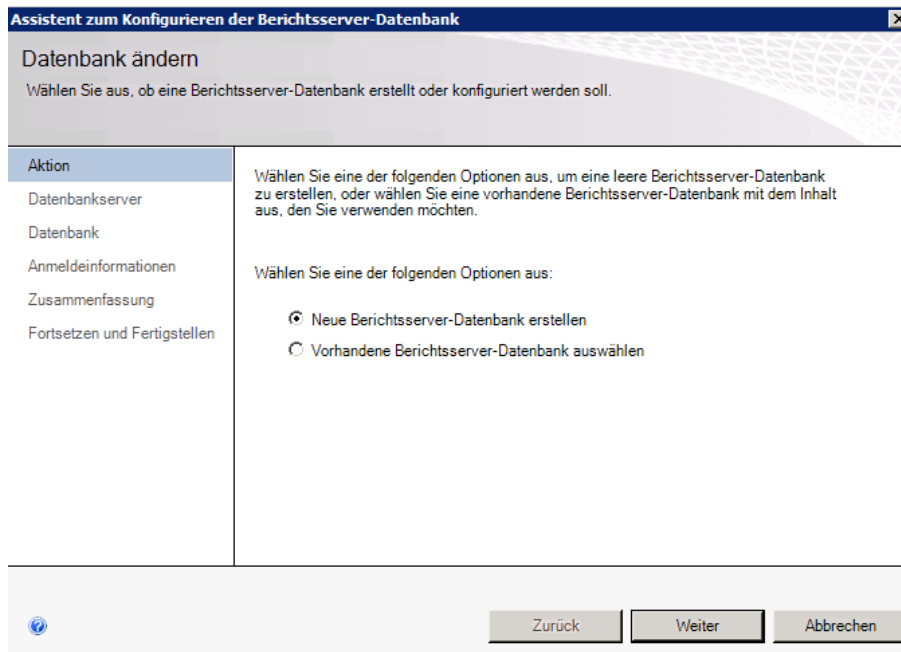 Assistent zum Konfigurieren der Berichtsserver-Datenbank
Datenbank ändern
Wählen Sie aus, ob eine Berichtsserver-Datenbank erstellt oder konfiguriert werden soll.
Aktion
Datenbankserver
Datenbank
Anmeldeinformationen
Zusammenfassung
Fortsetzen und Fertigstellen
Wählen Sie eine der folgenden Optionen aus, um eine leere Berichtsserver-Datenbank
zu erstellen, oder wählen Sie eine vorhandene Berichtsserver-Datenbank mit dem Inhalt
aus, den Sie verwenden möchten.
Wählen Sie eine der folgenden Optionen aus:
Neue Berichtsserver-Datenbank erstellen
Vorhandene Berichtsserver-Datenbank auswählen
Zurück
Weiter
Abbrechen